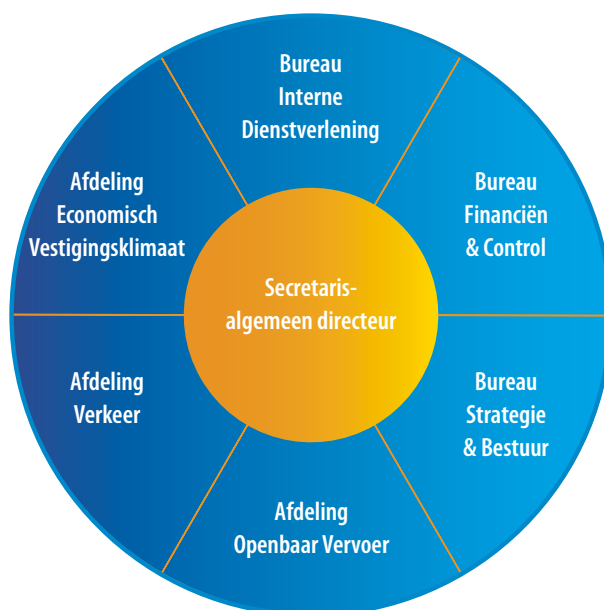 Bureau
Interne
Dienstverlening
Afdeling
Economisch
Vestigingsklimaat
Bureau
Financiën
& Control
Secretaris-
algemeen directeur
Afdeling
Verkeer
Bureau
Strategie
& Bestuur
Afdeling
Openbaar Vervoer